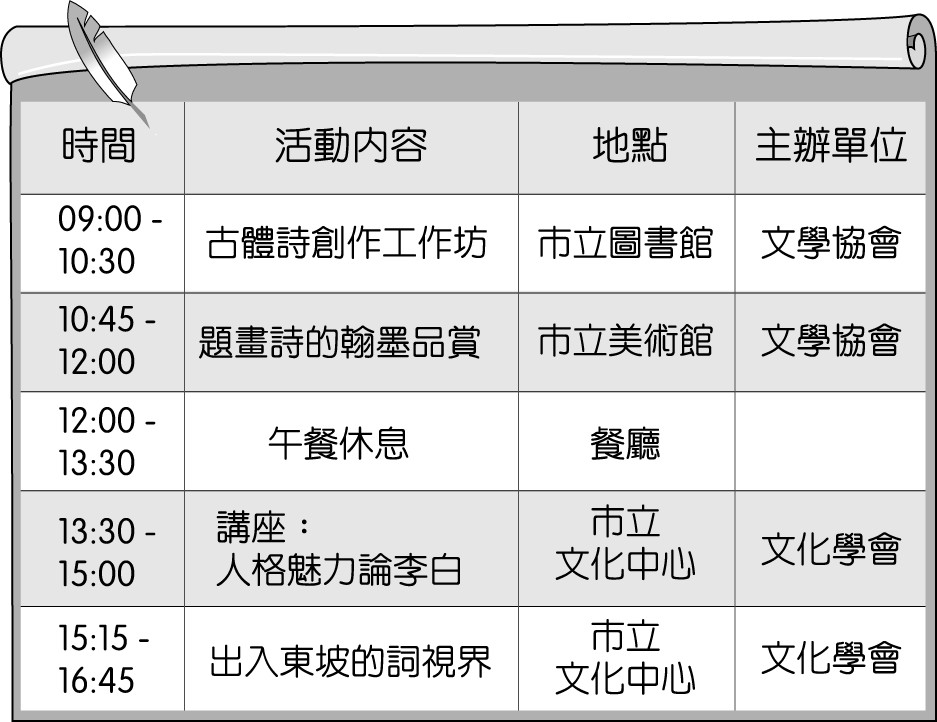 時間 活動內容 地點 主辦單位
09:00 -
10:30
古體詩創作工作坊
市立圖書館
文學協會
10:45 -
12:00
題畫詩的翰墨品賞
市立美術館
文學協會
12:00 -
13:30
午餐休息
餐廳
13:30 -
15:00
講座：
人格魅力論李白
市立
文化中心
文化學會
15:15 -
16:45
出入東坡的詞視界
市立
文化中心
文化學會